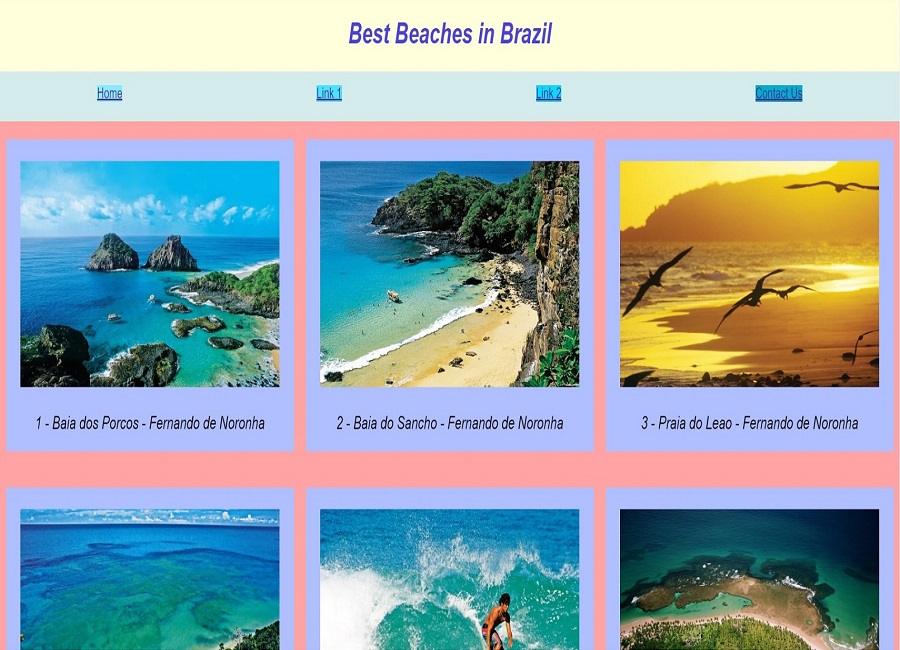 Best Beaches in Brazil
Home
Link 1
Link 2
Contact Us
1 - Baia dos Porcos - Fernando de Noronha
2 - Baia do Sancho - Fernando de Noronha
3 - Praia do Leao - Fernando de Noronha